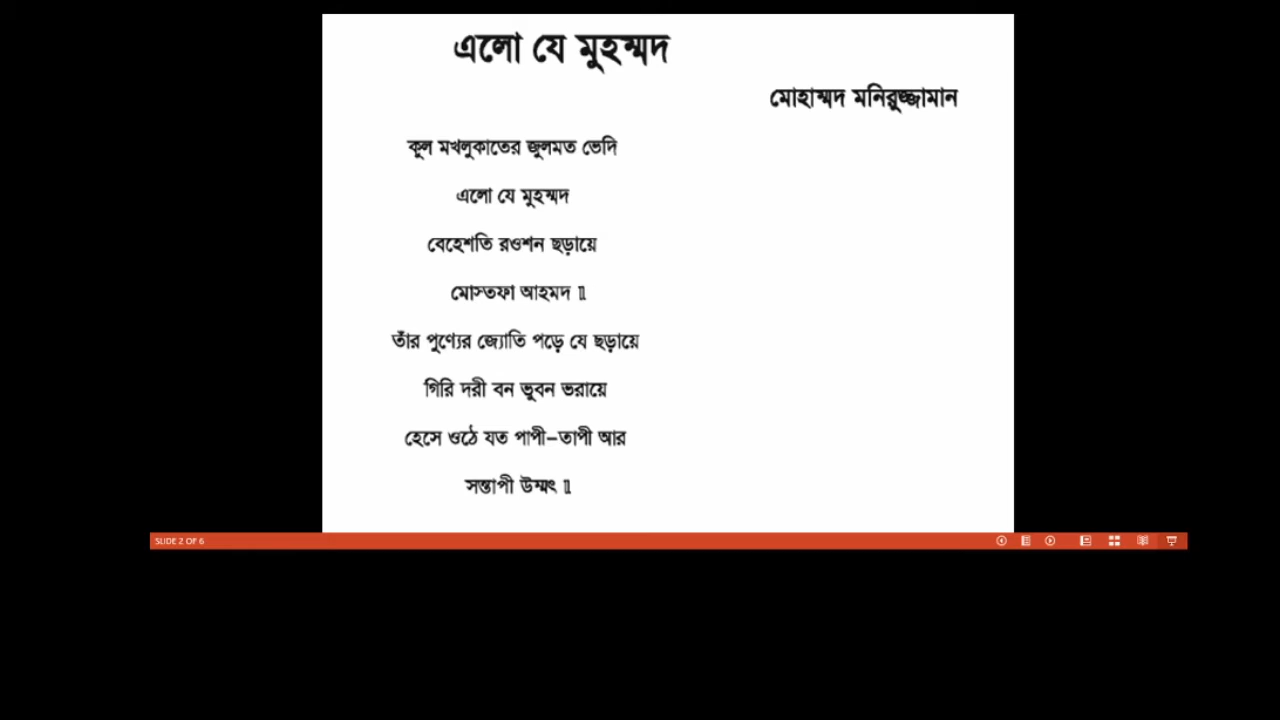 এলো যে মুহম্মদ
মোহাম্মদ মনিরুজ্জামান
কুল মখলুকাতের জুলমত ভেদি
এলো যে মুহম্মদ
বেহেশতি রওশন ছড়ায়ে
মোস্তফা আহমদ ॥
তাঁর পুণ্যের জ্যোতি পড়ে যে ছড়ায়ে
গিরি দরী বন ভুবন ভরায়ে
হেসে ওঠে যত পাপী-তাপী আর
সন্তাপী উম্মৎ ॥
SLIDE 2 OF 6